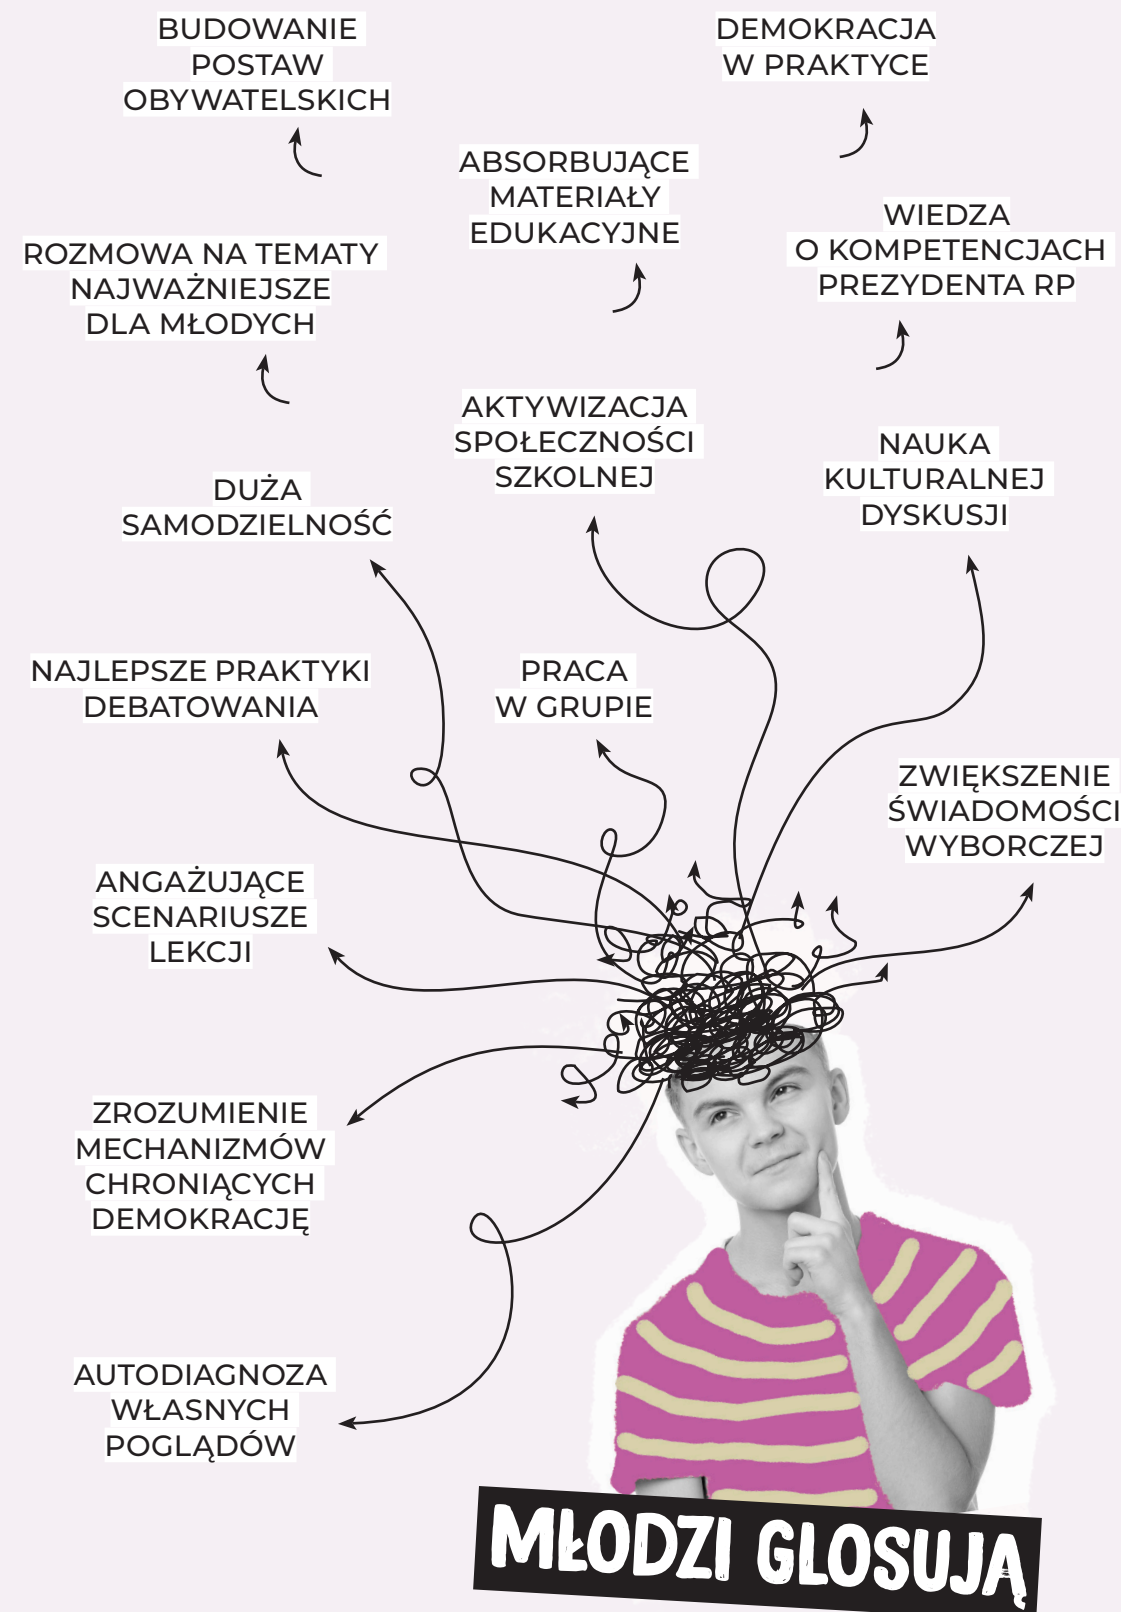 BUDOWANIE
POSTAW
OBYWATELSKICH
DEMOKRACJA
W PRAKTYCE
ABSORBUJĄCE
MATERIAŁY
EDUKACYJNE
WIEDZA
O KOMPETENCJACH
PREZYDENTA RP
ROZMOWA NA TEMATY
NAJWAŻNIEJSZE
DLA MŁODYCH
AKTYWIZACJA
SPOŁECZNOŚCI
SZKOLNEJ
NAUKA
KULTURALNEJ
DYSKUSJI
DUŻA
SAMODZIELNOŚĆ
NAJLEPSZE PRAKTYKI
DEBATOWANIA
PRACA
W GRUPIE
ZWIĘKSZENIE
ŚWIADOMOŚCI
WYBORCZEJ
ANGAŻUJĄCE
SCENARIUSZE
LEKCJI
ZROZUMIENIE
MECHANIZMÓW
CHRONIĄCYCH
DEMOKRACJĘ
AUTODIAGNOZA
WŁASNYCH
POGLĄDÓW
MŁODZI GLOSUJĄ